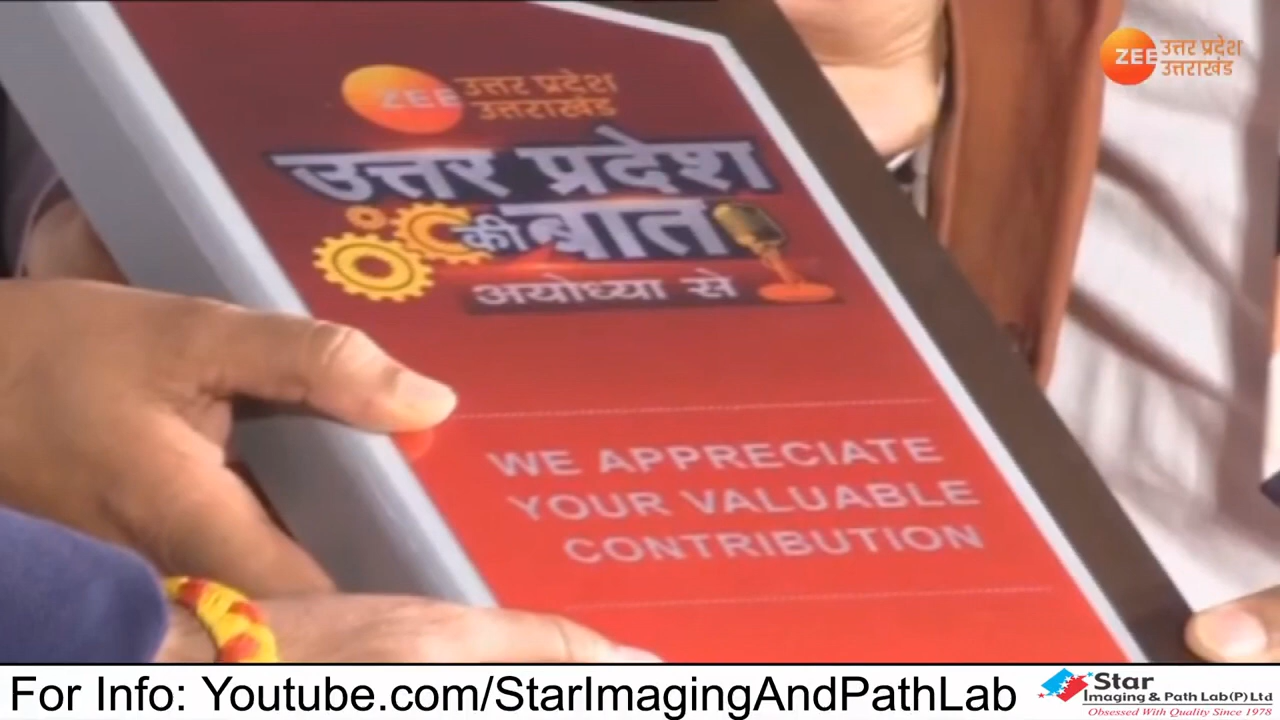 ZEE उत्तर प्रदेश
उत्तराखंड
ZEE उत्तर प्रदेश
उत्तराखंड
उत्तर प्रदेश
की बात
अयोध्या से
WE APPRECIATE
YOUR VALUABLE
CONTRIBUTION
For Info: Youtube.com/StarImagingAndPathLab
Star
Imaging & Path Lab(P) Ltd
Obsessed With Quality Since 1978